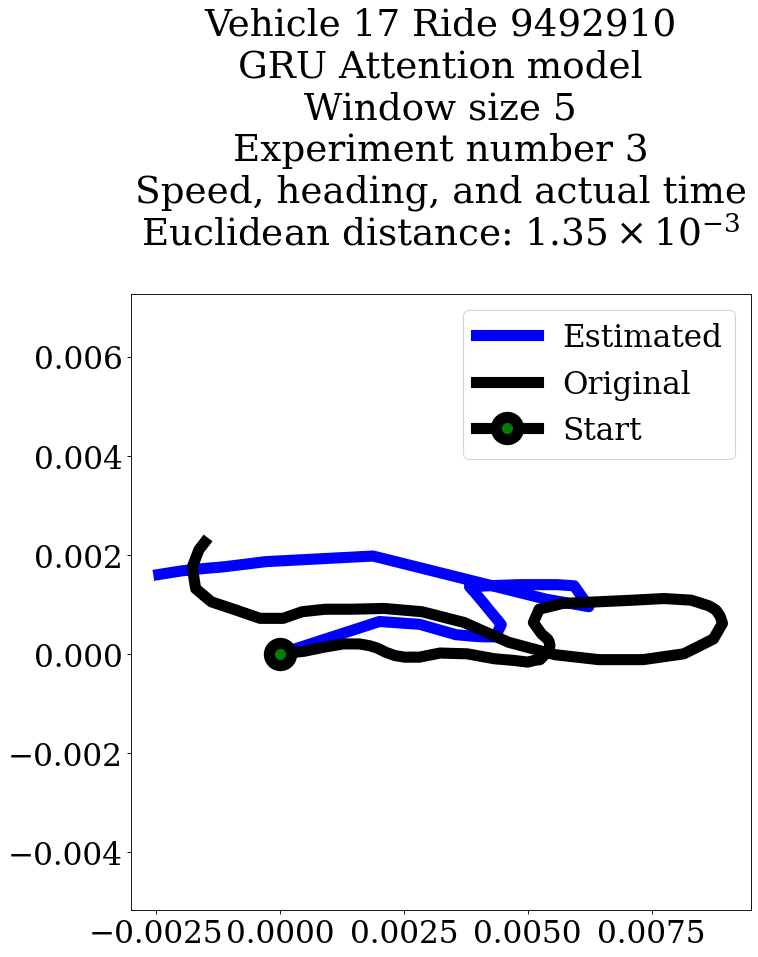 Vehicle 17 Ride 9492910
GRU Attention model
Window size 5
Experiment number 3
Speed, heading, and actual time
Euclidean distance: 1.35 × 10⁻³
Estimated
Original
Start
0.006
0.004
0.002
0.000
−0.002
−0.004
−0.0025 0.0000 0.0025 0.0050 0.0075